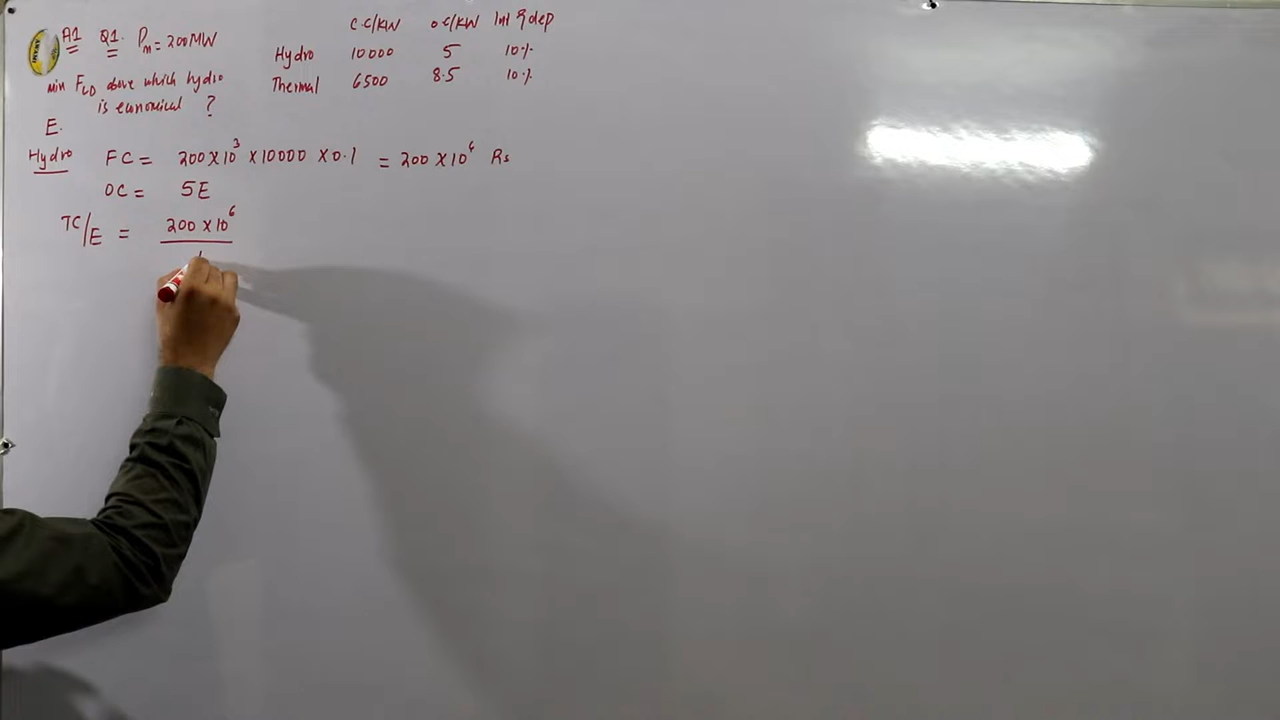 A1 Q1. Pm = 200MW
min FLD above which hydro
is economical ?
C.C/KW O.C/KW Int & dep
Hydro 10000 5 10%
Thermal 6500 8.5 10%
E.
Hydro FC = 200 X 10³ X 10000 X 0.1 = 200 X 10⁶ Rs
OC = 5E
TC/E = 200 X 10⁶